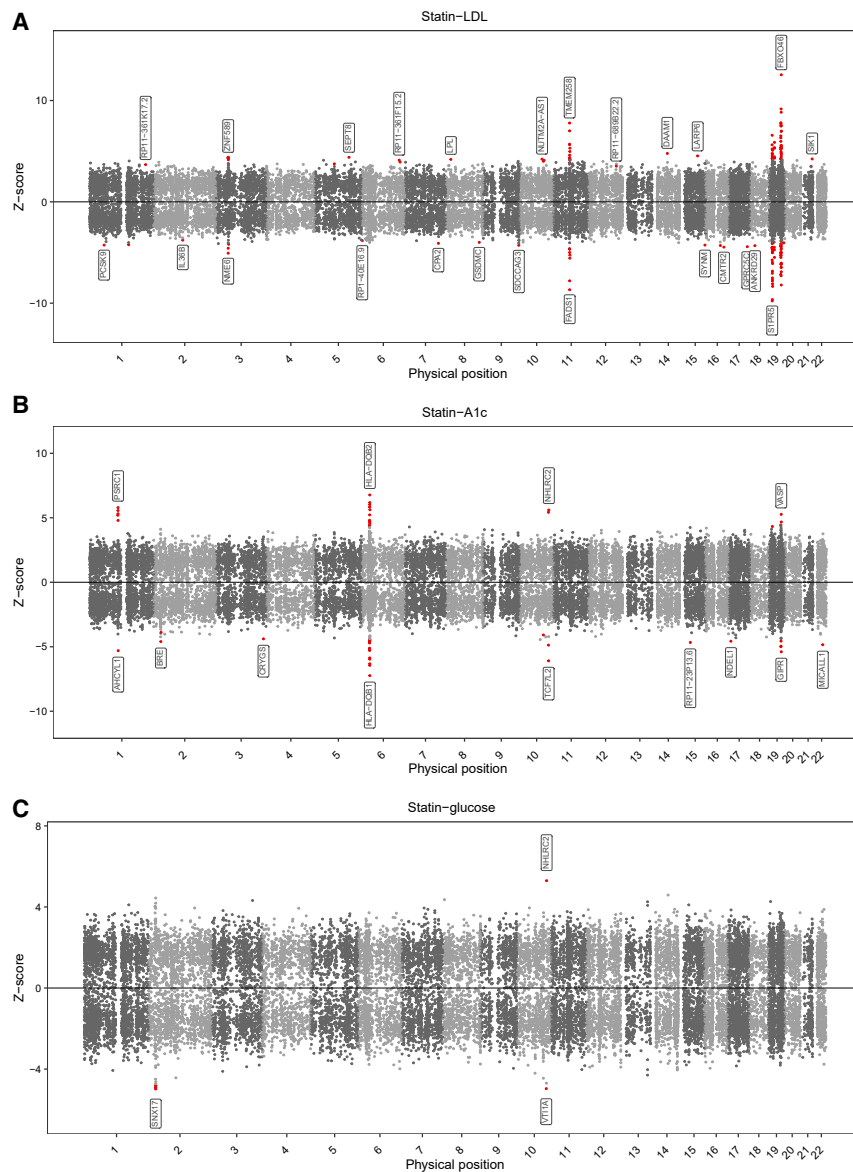 A
Statin−LDL
FBXO46
RP11-361K17.2
ZNF589
SEPT8
RP11-361F15.2
LPL
NUTM2A-AS1
TMEM258
RP11-689B22.2
DAAM1
LARP6
SIK1
10
0
−10
Z−score
PCSK9
IL36B
NME6
RP1-40E16.9
CPA2
GSDMC
SDCCAG3
FADS1
SYNM
CMTR2
GPRC5C
ANKRD29
S1PR5
1 2 3 4 5 6 7 8 9 10 11 12 13 14 15 16 17 18 19 20 21 22
Physical position
B
Statin−A1c
PSRC1
HLA-DQB2
NHLRC2
VASP
10
5
0
−5
−10
Z−score
AHCYL1
BRE
CRYGS
HLA-DQB1
TCF7L2
RP11-23P13.6
NDEL1
GIPR
MICALL1
1 2 3 4 5 6 7 8 9 10 11 12 13 14 15 16 17 18 19 20 21 22
Physical position
C
Statin−glucose
NHLRC2
8
4
0
−4
Z−score
SNX17
VTI1A
1 2 3 4 5 6 7 8 9 10 11 12 13 14 15 16 17 18 19 20 21 22
Physical position